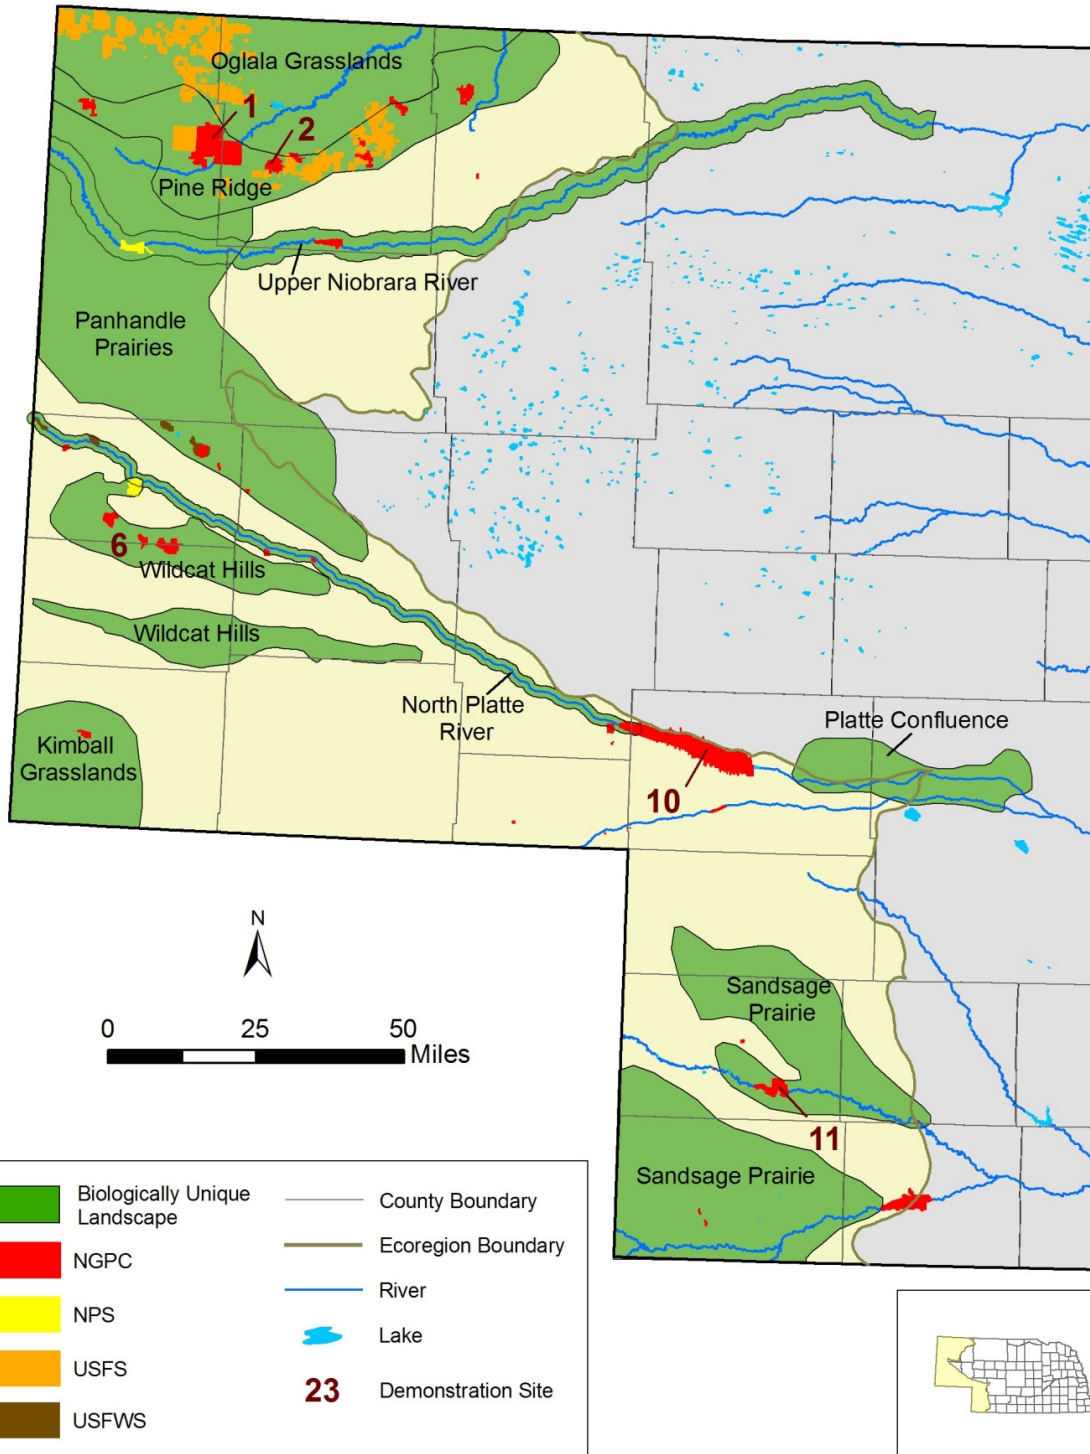 Oglala Grasslands
1
2
Pine Ridge
Upper Niobrara River
Panhandle
Prairies
6
Wildcat Hills
Wildcat Hills
North Platte
River
Platte Confluence
Kimball
Grasslands
10
N
0 25 50
Miles
Sandsage
Prairie
11
Sandsage Prairie
Biologically Unique
Landscape
NGPC
NPS
USFS
USFWS
County Boundary
Ecoregion Boundary
River
Lake
23 Demonstration Site